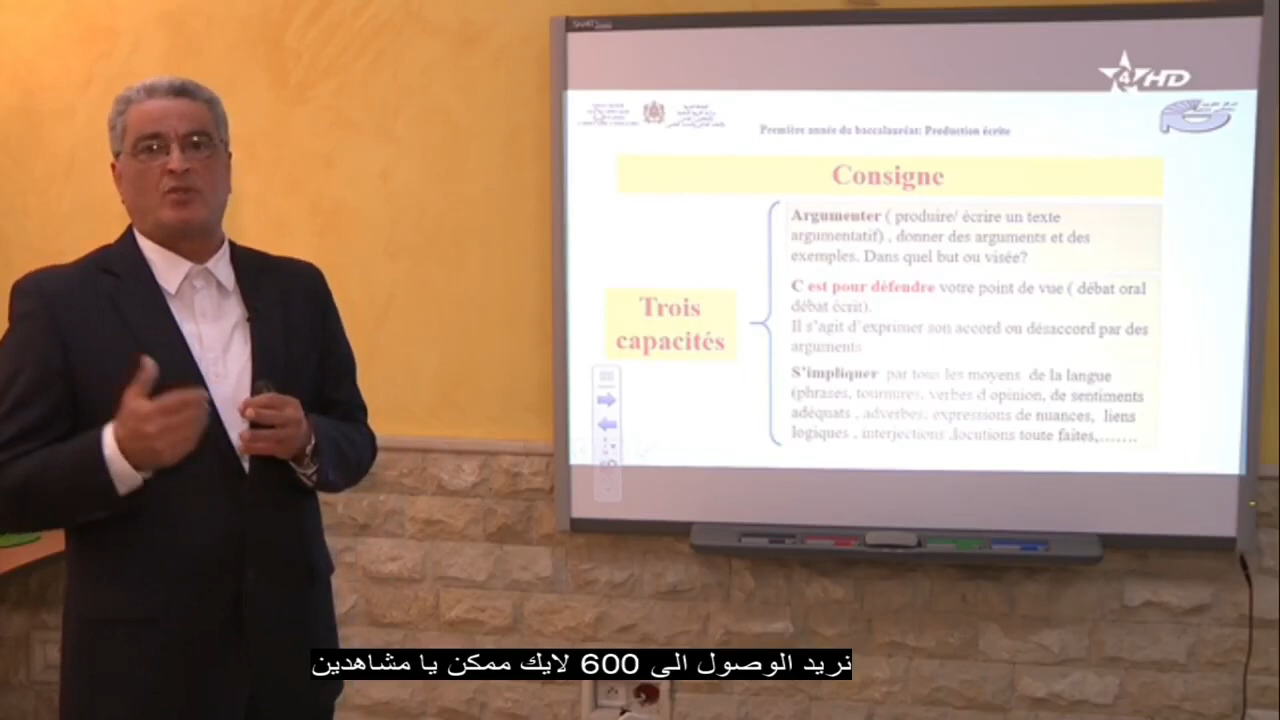 SMART
4HD
Première année du baccalauréat: Production écrite
Consigne
Trois
capacités
Argumenter ( produire/ écrire un texte
argumentatif) , donner des arguments et des
exemples. Dans quel but ou visée?
C est pour défendre votre point de vue ( débat oral
débat écrit).
Il s'agit d'exprimer son accord ou désaccord par des
arguments
S'impliquer par tous les moyens de la langue
(phrases, tournures, verbes d opinion, de sentiments
adéquats , adverbes, expressions de nuances, liens
logiques , interjections ,locutions toute faites,.......
نريد الوصول الى 600 لايك ممكن يا مشاهدين